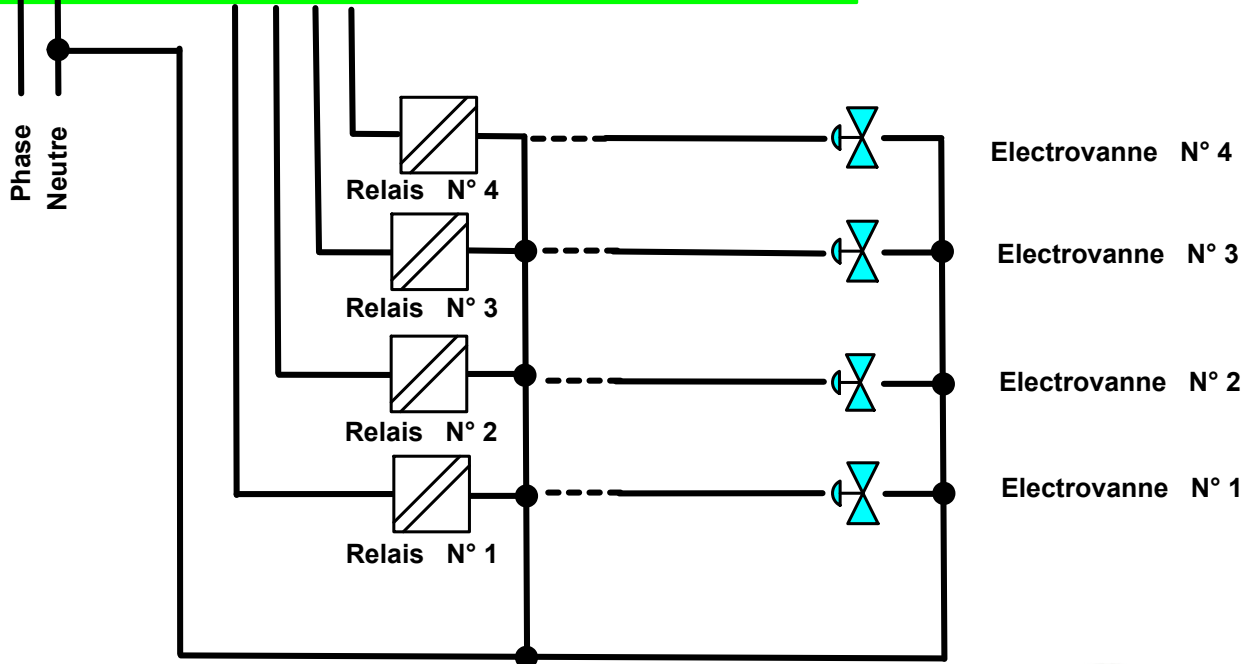 Phase
Neutre
Electrovanne N° 4
Relais N° 4
Electrovanne N° 3
Relais N° 3
Electrovanne N° 2
Relais N° 2
Electrovanne N° 1
Relais N° 1